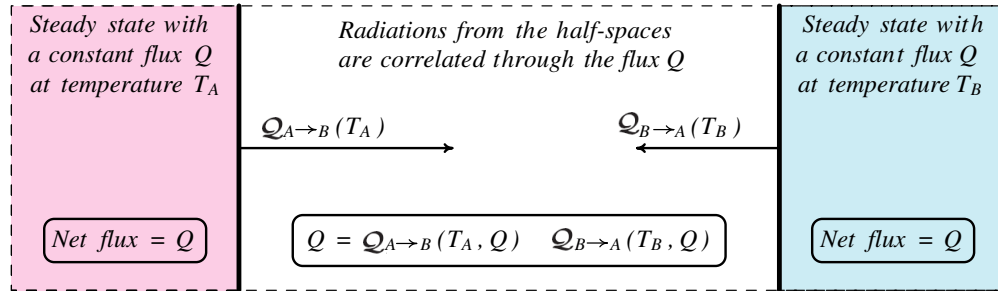 Steady state with
a constant flux Q
at temperature T_A
Radiations from the half-spaces
are correlated through the flux Q
Steady state with
a constant flux Q
at temperature T_B
Q_{A→B}(T_A)
Q_{B→A}(T_B)
Net flux = Q
Q = Q_{A→B}(T_A, Q) Q_{B→A}(T_B, Q)
Net flux = Q